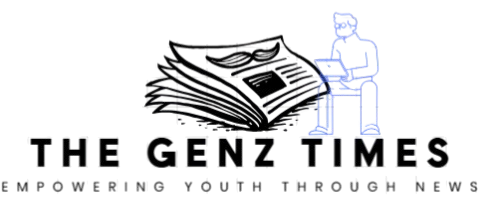 THE GENZ TIMES
EMPOWERING YOUTH THROUGH NEWS